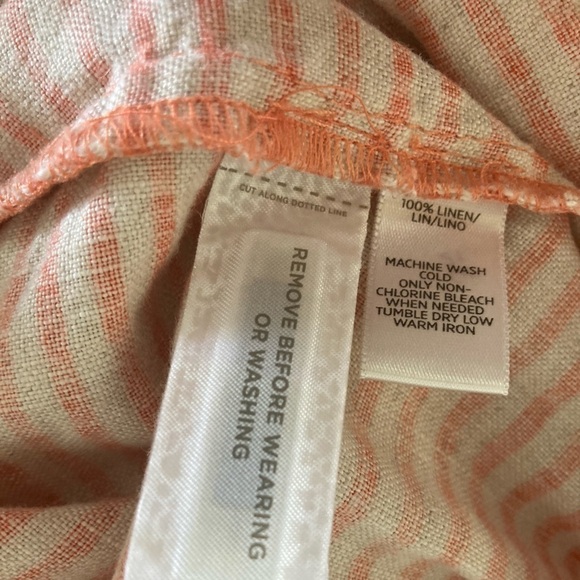 CUT ALONG DOTTED LINE
REMOVE BEFORE WEARING
OR WASHING
100% LINEN/
LIN/LINO
MACHINE WASH
COLD
ONLY NON-
CHLORINE BLEACH
WHEN NEEDED
TUMBLE DRY LOW
WARM IRON